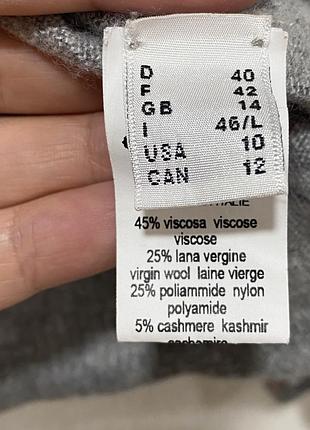 D 40
F 42
GB 14
I 46/L
USA 10
CAN 12
45% viscosa viscose
viscose
25% lana vergine
virgin wool laine vierge
25% poliammide nylon
polyamide
5% cashmere kashmir